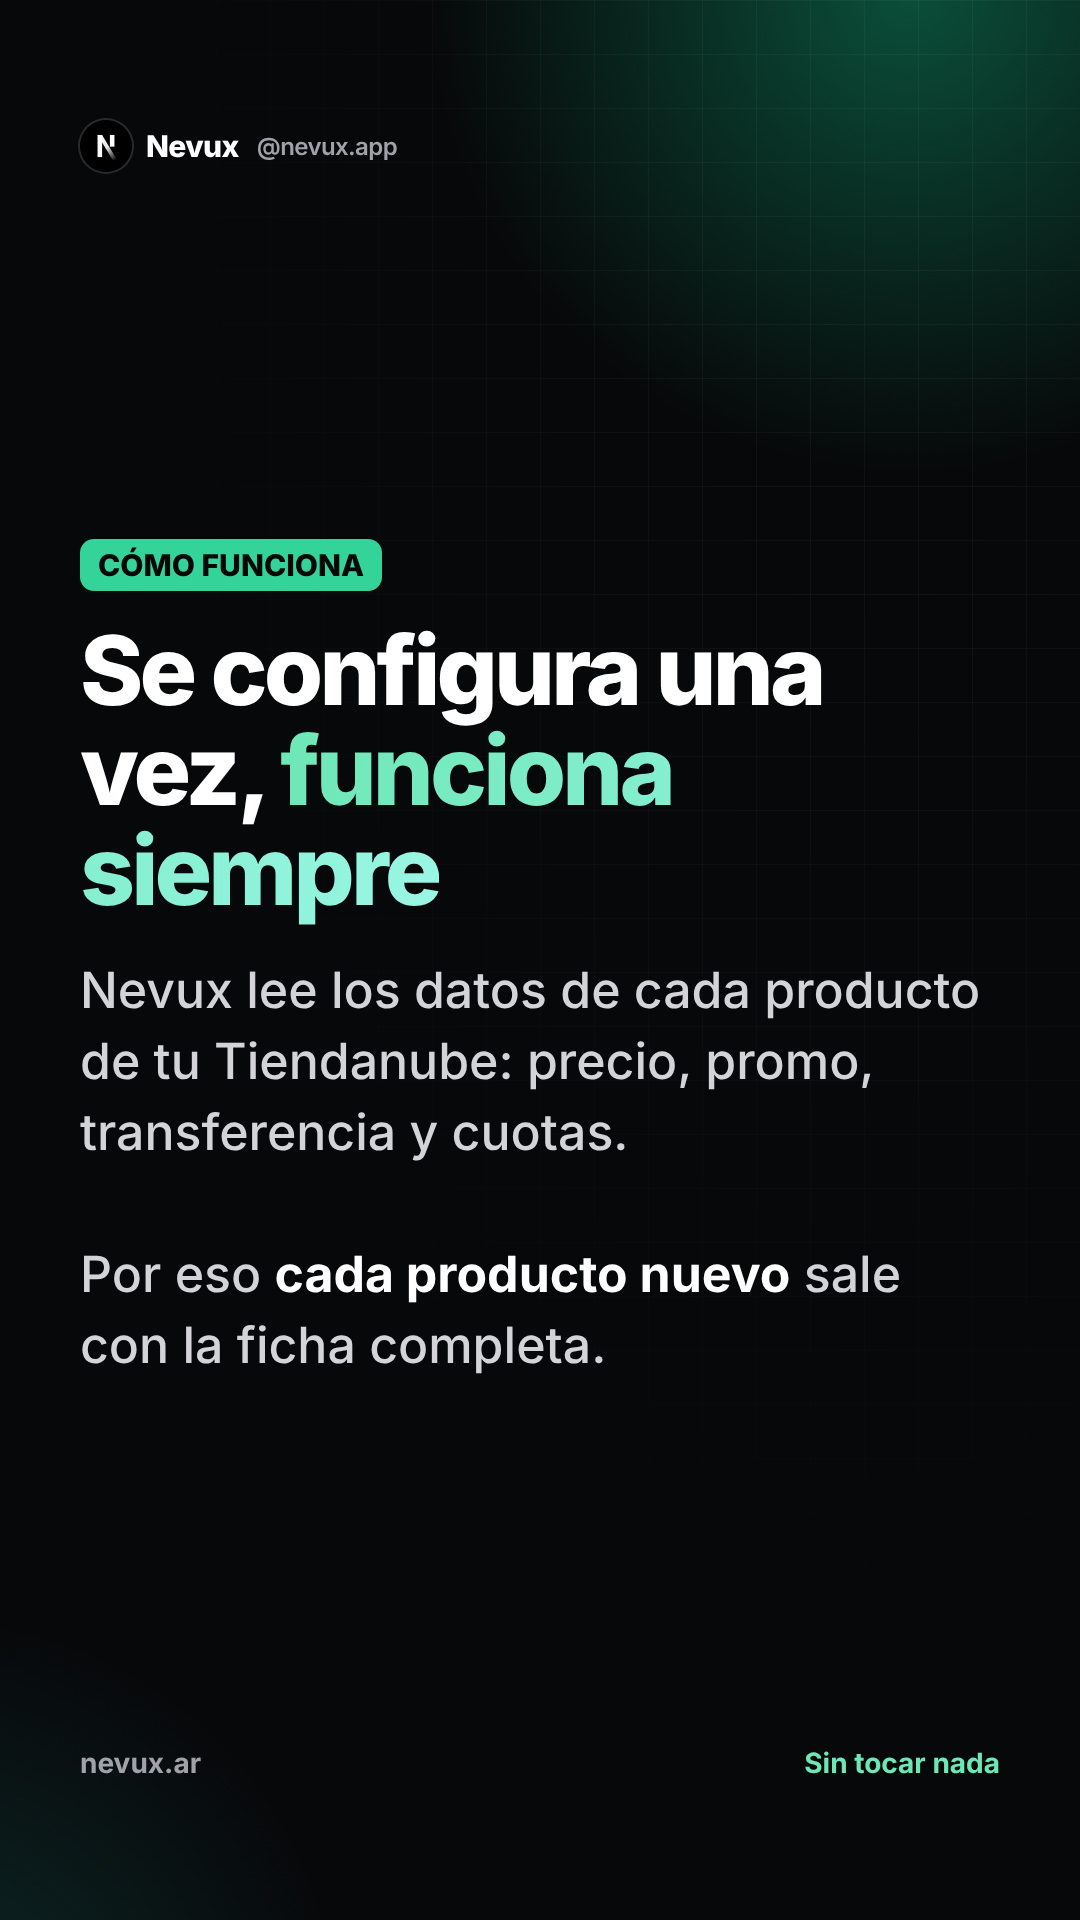 N Nevux @nevux.app
CÓMO FUNCIONA
Se configura una
vez, funciona
siempre
Nevux lee los datos de cada producto
de tu Tiendanube: precio, promo,
transferencia y cuotas.
Por eso cada producto nuevo sale
con la ficha completa.
nevux.ar
Sin tocar nada